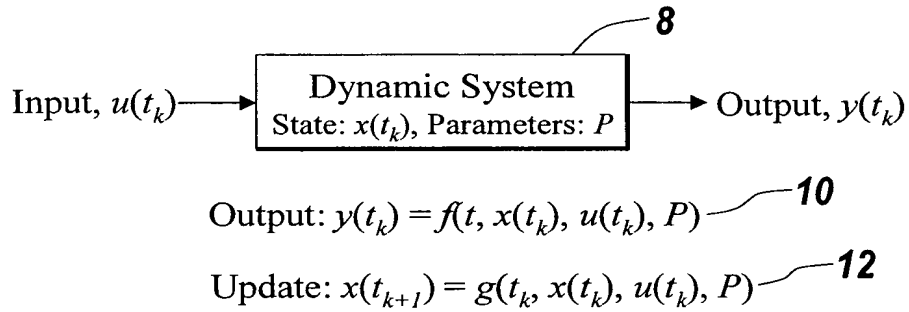 8
Input, u(t_k)
Dynamic System
State: x(t_k), Parameters: P
Output, y(t_k)
Output: y(t_k) = f(t, x(t_k), u(t_k), P)
10
Update: x(t_{k+1}) = g(t_k, x(t_k), u(t_k), P)
12